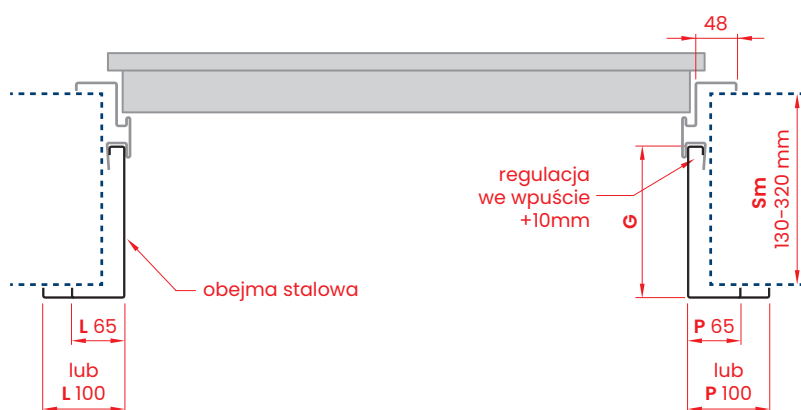 48
regulacja
we wpuście
+10mm
G
Sm
130-320 mm
obejma stalowa
L 65
lub
L 100
P 65
lub
P 100